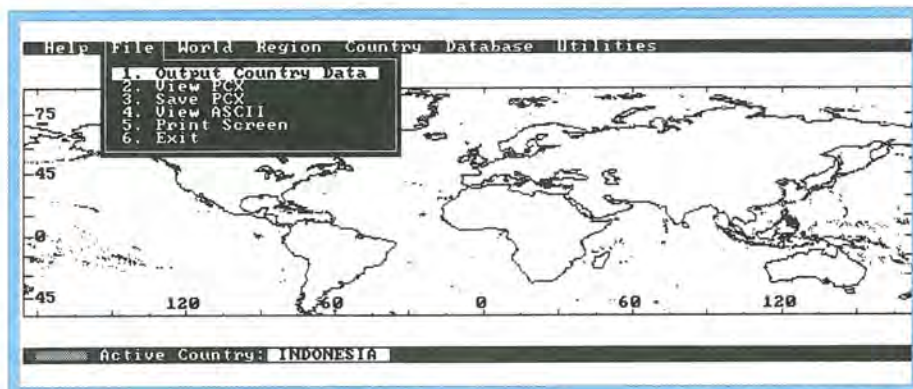 Help File World Region Country Database Utilities
1. Output Country Data
2. View PCX
3. Save PCX
4. View ASCII
5. Print Screen
6. Exit
75
45
0
45
120 60 0 60 120
Active Country: INDONESIA